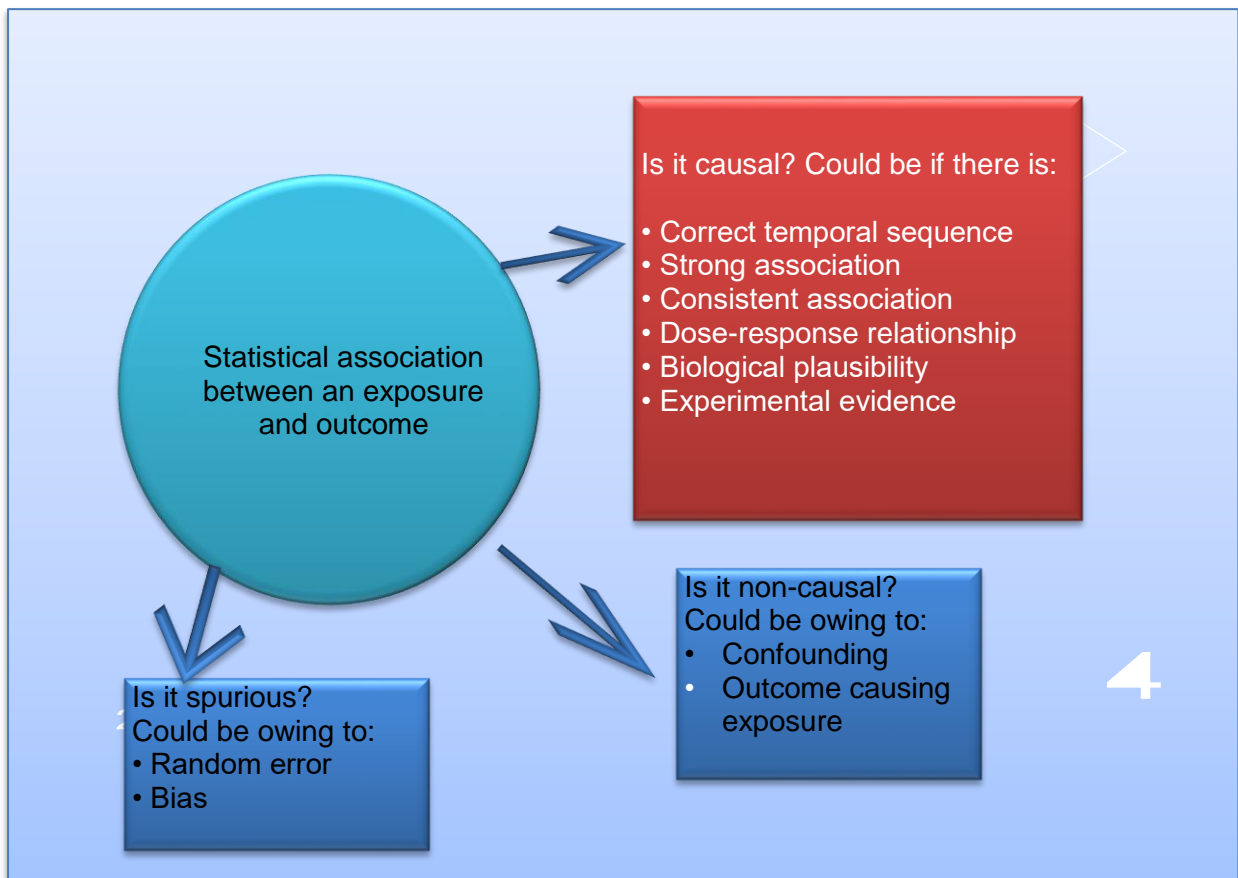 Is it causal? Could be if there is:
• Correct temporal sequence
• Strong association
• Consistent association
• Dose-response relationship
• Biological plausibility
• Experimental evidence
Statistical association
between an exposure
and outcome
Is it non-causal?
Could be owing to:
• Confounding
• Outcome causing
exposure
4
Is it spurious?
Could be owing to:
• Random error
• Bias